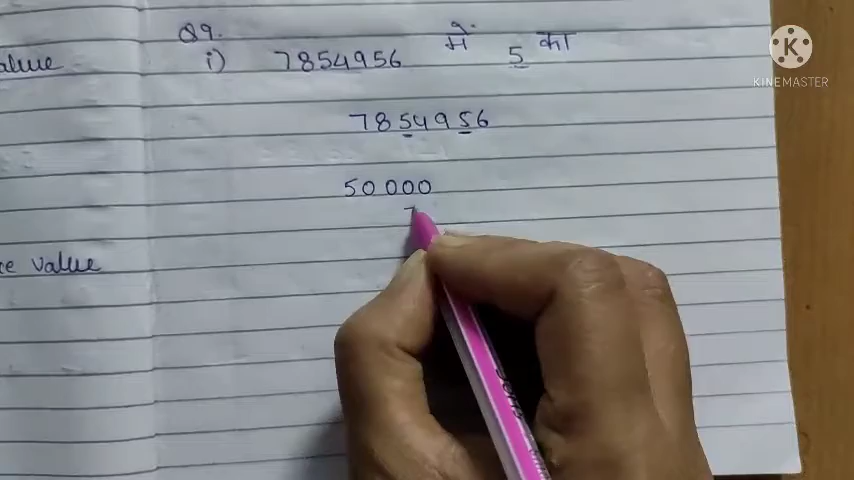 Q9.
i) 7854956 में 5 का
alue
7854956
50000
value
K
KINEMASTER